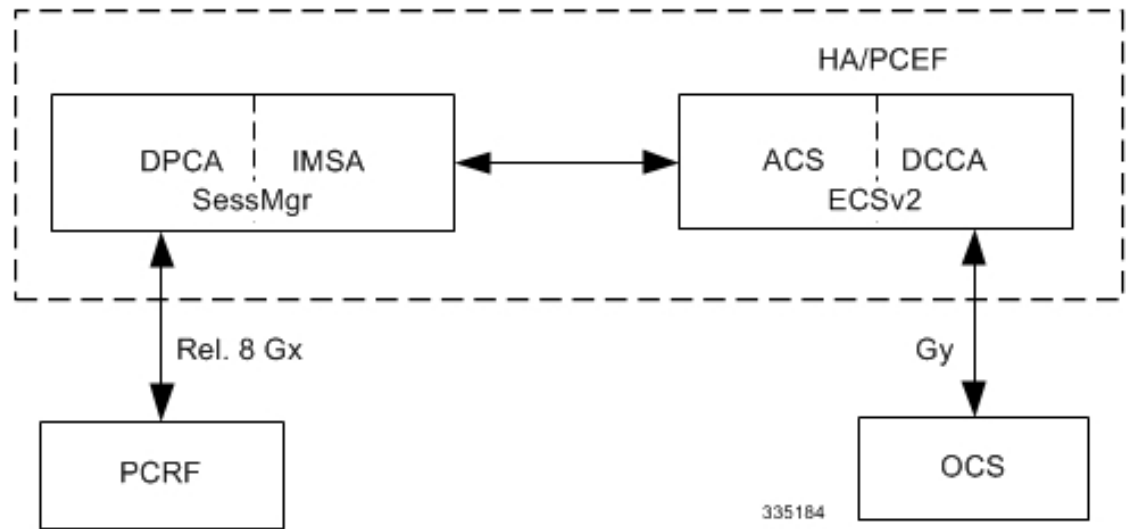 HA/PCEF
DPCA IMSA
SessMgr
ACS DCCA
ECSv2
Rel. 8 Gx
Gy
PCRF
OCS
335184